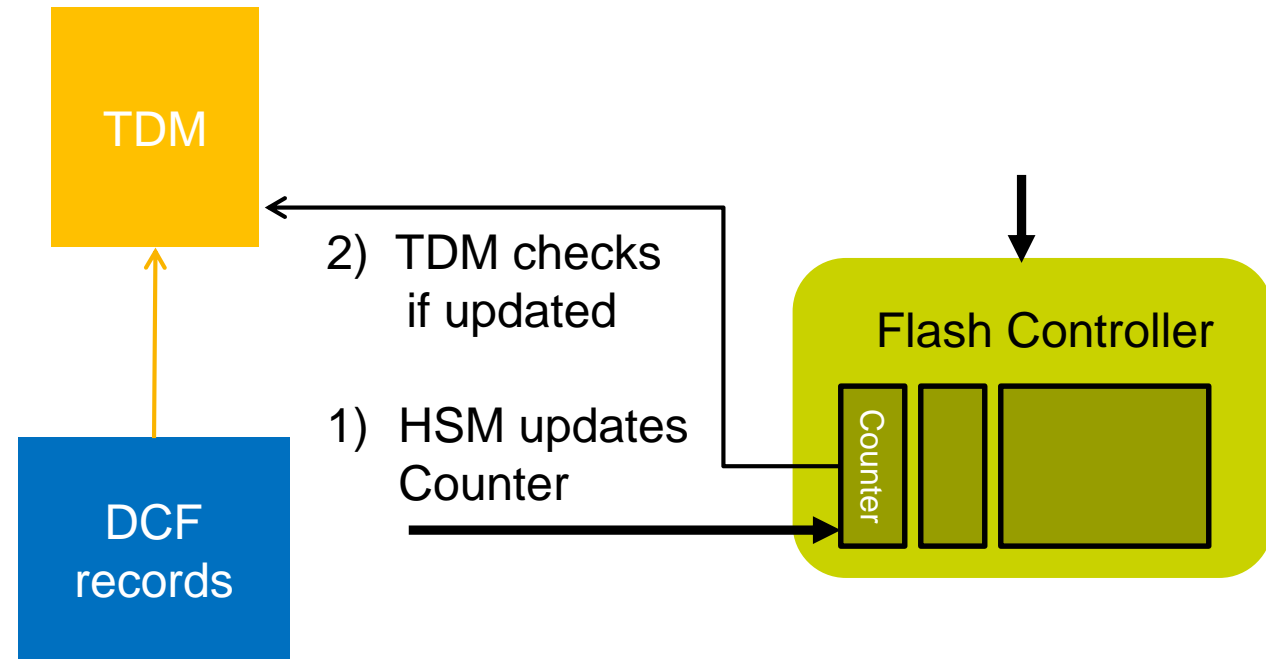 TDM
2) TDM checks
if updated
Flash Controller
1) HSM updates
Counter
Counter
DCF
records